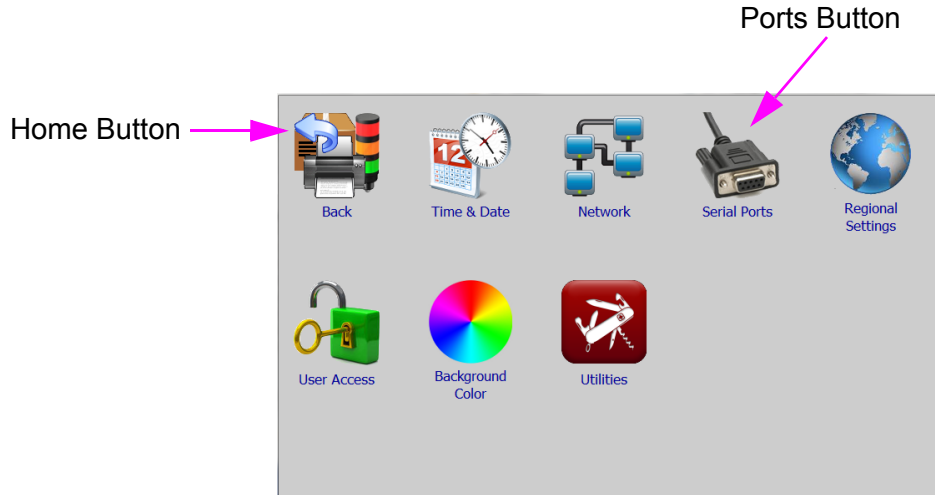 Ports Button
Home Button
12
Back
Time & Date
Network
Serial Ports
Regional
Settings
User Access
Background
Color
Utilities